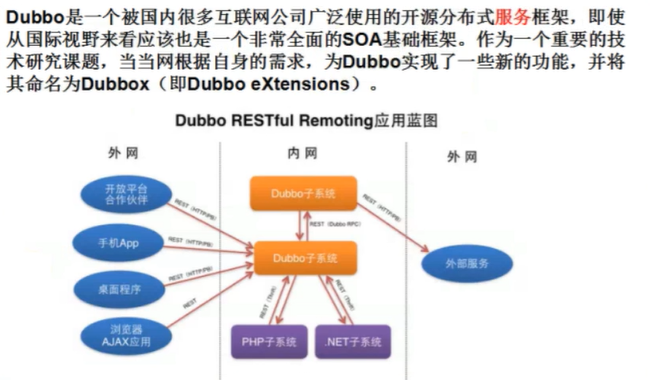 Dubbo是一个被国内很多互联网公司广泛使用的开源分布式服务框架，即使
从国际视野来看应该也是一个非常全面的SOA基础框架。作为一个重要的技
术研究课题，当当网根据自身的需求，为Dubbo实现了一些新的功能，并将
其命名为Dubbox（即Dubbo eXtensions）。
Dubbo RESTful Remoting应用蓝图
外 网
内 网
外 网
开放平台
合作伙伴
REST (HTTP/PB)
Dubbo子系统
REST (HTTP/PB)
REST (Dubbo RPC)
手机App
REST (HTTP/PB)
Dubbo子系统
外部服务
桌面程序
REST (HTTP/PB)
REST
REST (Thrift)
REST (Thrift)
浏览器
AJAX应用
PHP子系统
.NET子系统